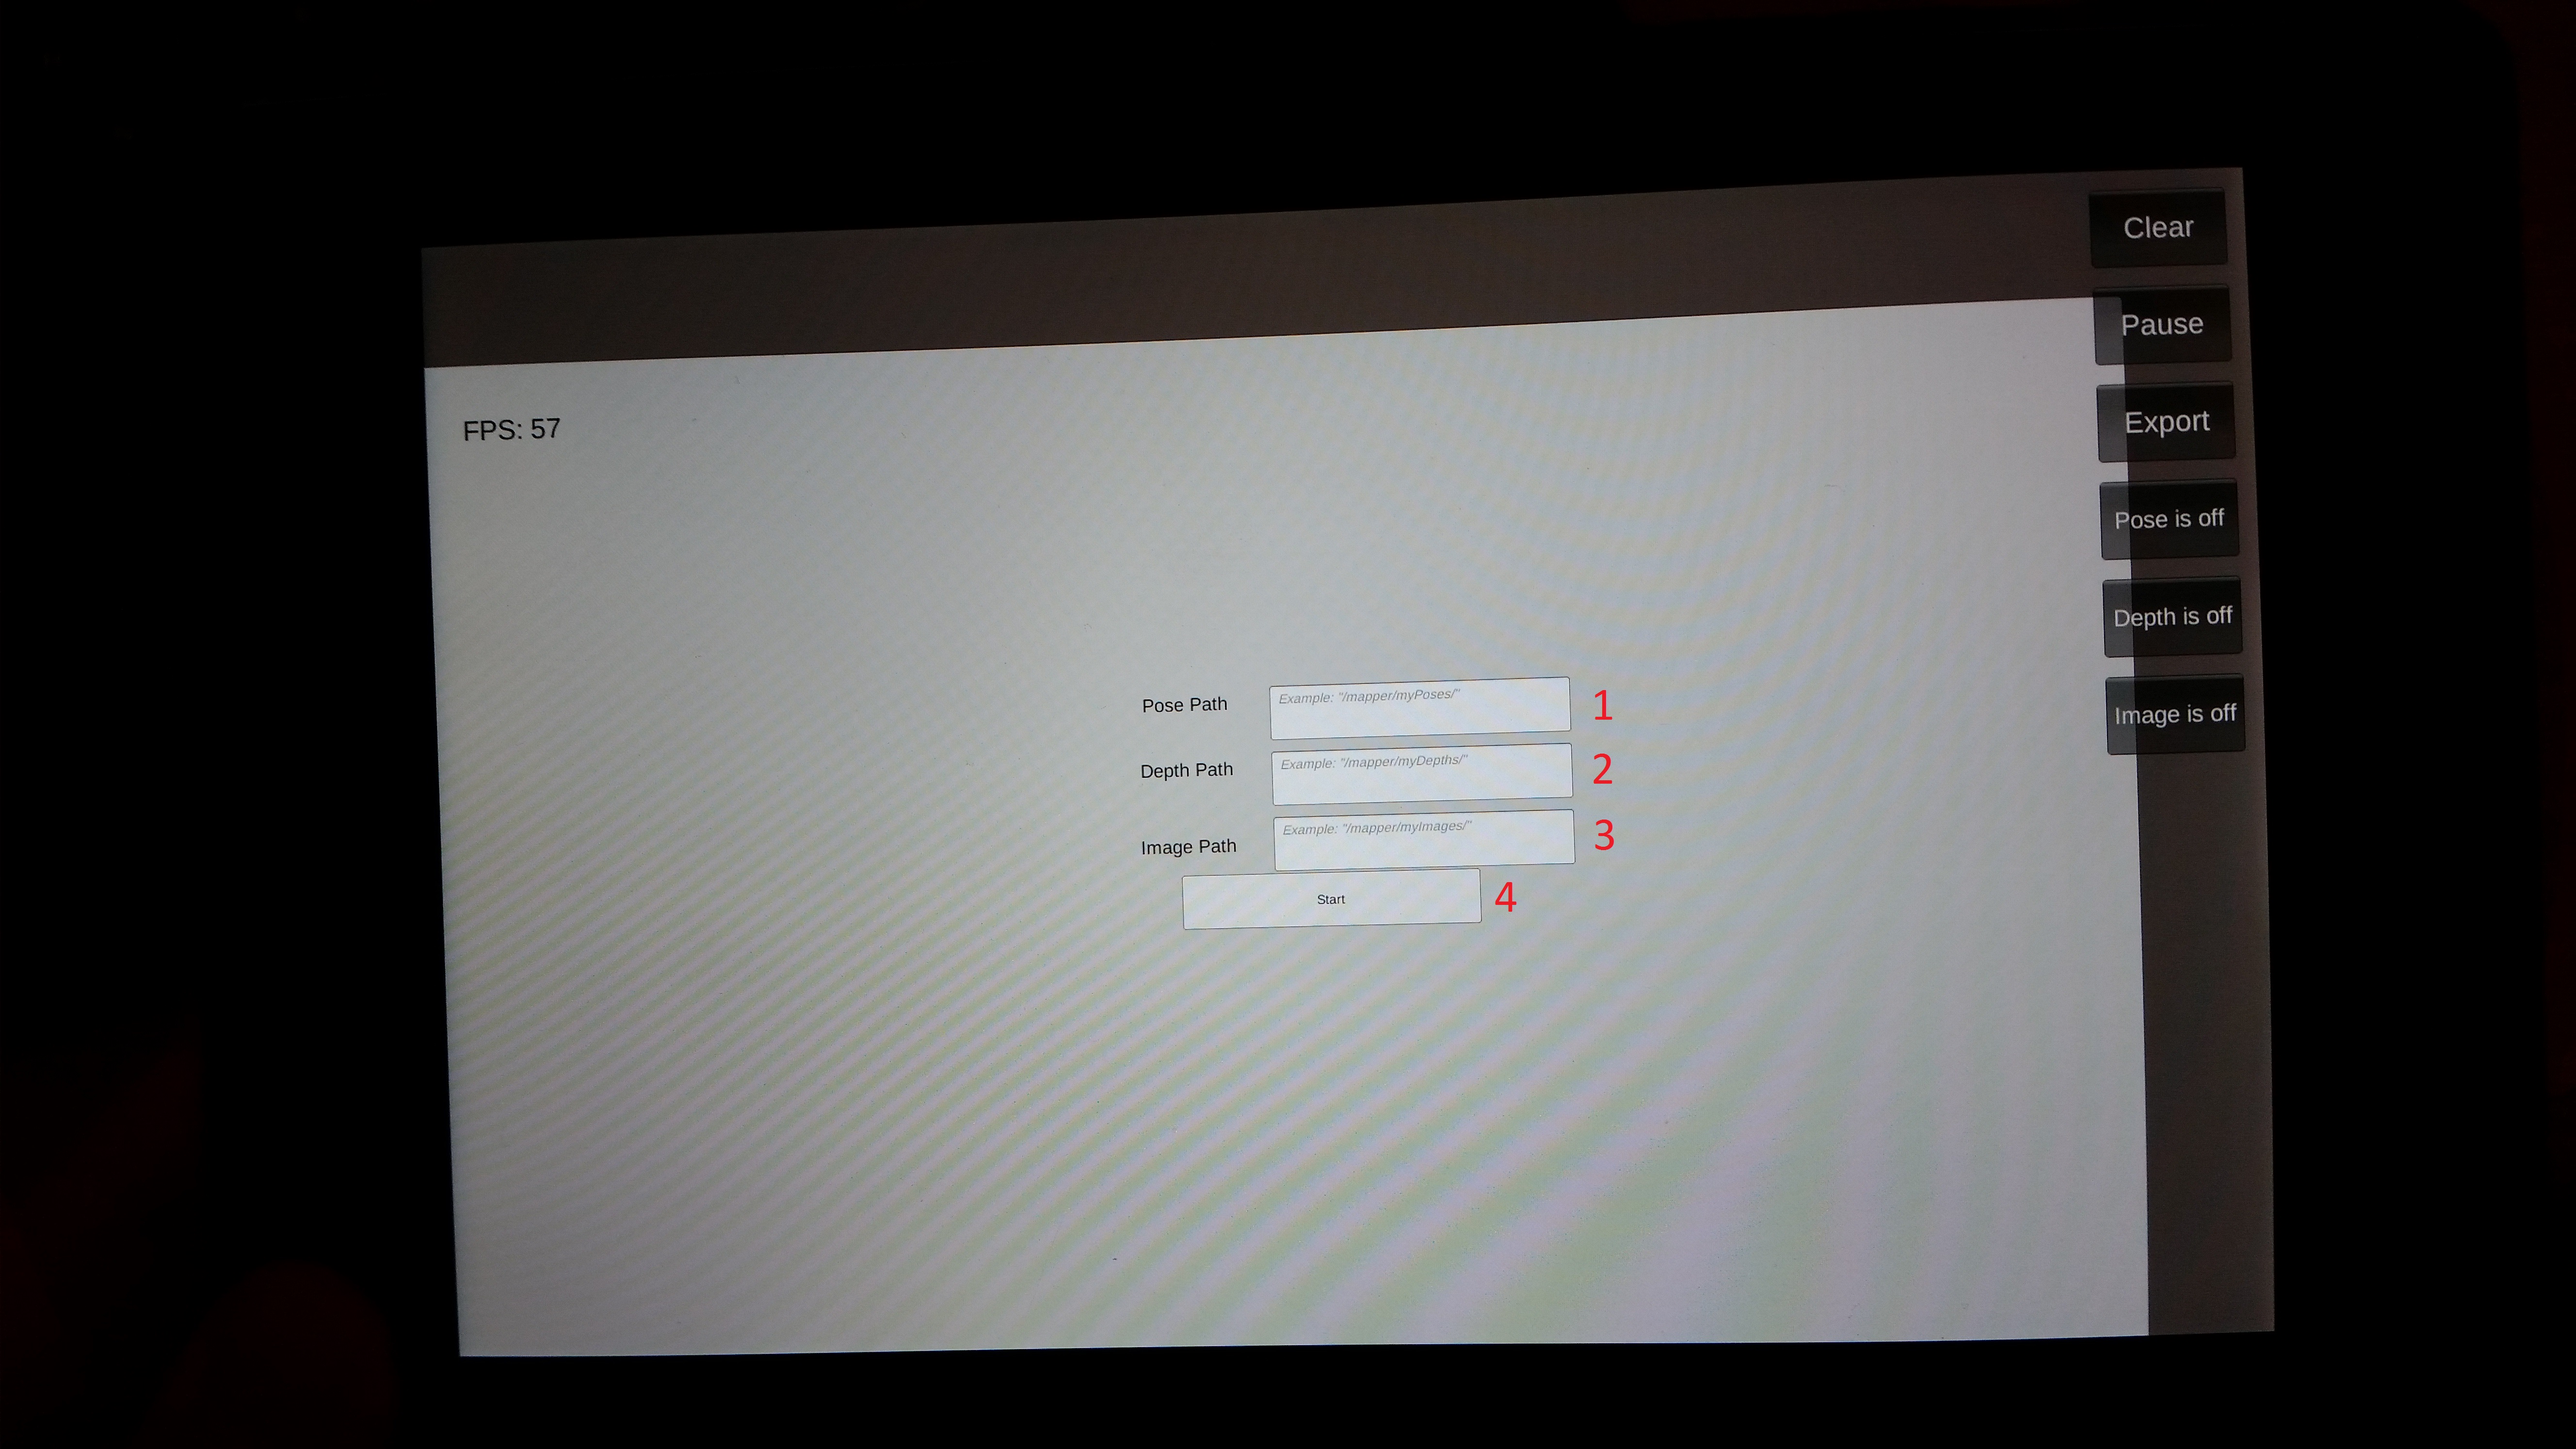 Clear
Pause
FPS: 57
Export
Pose is off
Depth is off
Image is off
Pose Path
Example: "/mapper/myPoses/"
1
Depth Path
Example: "/mapper/myDepths/"
2
Image Path
Example: "/mapper/myImages/"
3
Start
4